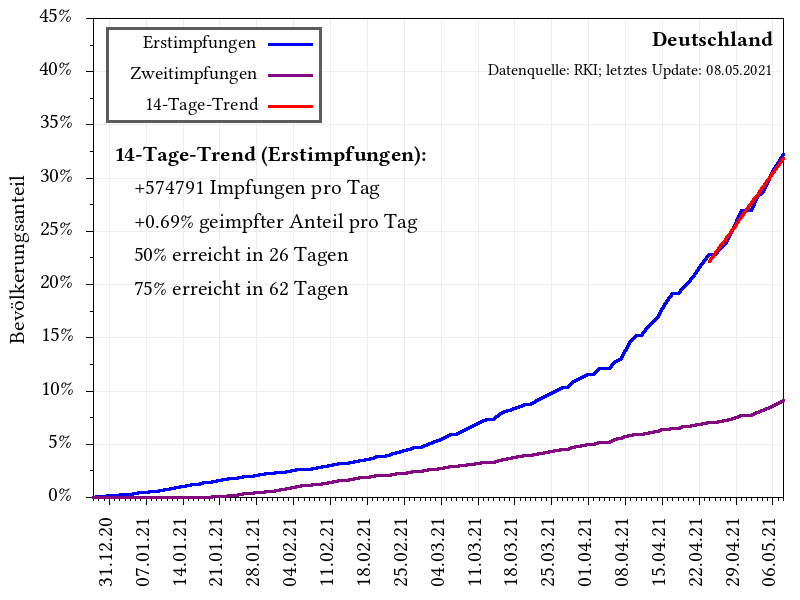 Deutschland
Datenquelle: RKI; letztes Update: 08.05.2021
Erstimpfungen
Zweitimpfungen
14-Tage-Trend
14-Tage-Trend (Erstimpfungen):
+574791 Impfungen pro Tag
+0.69% geimpfter Anteil pro Tag
50% erreicht in 26 Tagen
75% erreicht in 62 Tagen
Bevölkerungsanteil
45%
40%
35%
30%
25%
20%
15%
10%
5%
0%
31.12.20
07.01.21
14.01.21
21.01.21
28.01.21
04.02.21
11.02.21
18.02.21
25.02.21
04.03.21
11.03.21
18.03.21
25.03.21
01.04.21
08.04.21
15.04.21
22.04.21
29.04.21
06.05.21